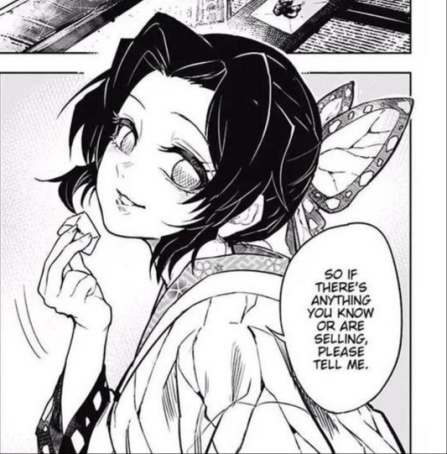 SO IF
THERE'S
ANYTHING
YOU KNOW
OR ARE
SELLING,
PLEASE
TELL ME.